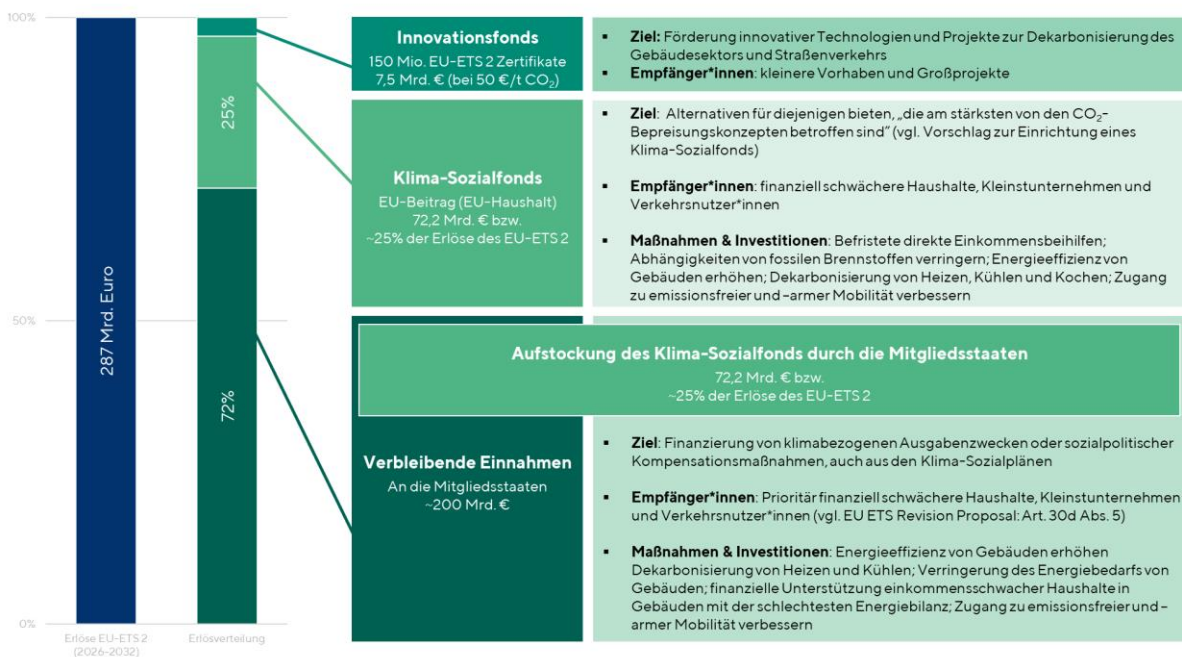 100%
50%
0%
287 Mrd. Euro
25%
72%
Erlöse EU-ETS 2
(2026-2032)
Erlösverteilung
Innovationsfonds
150 Mio. EU-ETS 2 Zertifikate
7,5 Mrd. € (bei 50 €/t CO₂)
▪ Ziel: Förderung innovativer Technologien und Projekte zur Dekarbonisierung des
Gebäudesektors und Straßenverkehrs
▪ Empfänger*innen: kleinere Vorhaben und Großprojekte
Klima-Sozialfonds
EU-Beitrag (EU-Haushalt)
72,2 Mrd. € bzw.
~25% der Erlöse des EU-ETS 2
▪ Ziel: Alternativen für diejenigen bieten, „die am stärksten von den CO₂-
Bepreisungskonzepten betroffen sind” (vgl. Vorschlag zur Einrichtung eines
Klima-Sozialfonds)
▪ Empfänger*innen: finanziell schwächere Haushalte, Kleinstunternehmen und
Verkehrsnutzer*innen
▪ Maßnahmen & Investitionen: Befristete direkte Einkommensbeihilfen;
Abhängigkeiten von fossilen Brennstoffen verringern; Energieeffizienz von
Gebäuden erhöhen; Dekarbonisierung von Heizen, Kühlen und Kochen; Zugang
zu emissionsfreier und –armer Mobilität verbessern
Aufstockung des Klima-Sozialfonds durch die Mitgliedsstaaten
72,2 Mrd. € bzw.
~25% der Erlöse des EU-ETS 2
Verbleibende Einnahmen
An die Mitgliedsstaaten
~200 Mrd. €
▪ Ziel: Finanzierung von klimabezogenen Ausgabenzwecken oder sozialpolitischer
Kompensationsmaßnahmen, auch aus den Klima-Sozialplänen
▪ Empfänger*innen: Prioritär finanziell schwächere Haushalte, Kleinstunternehmen
und Verkehrsnutzer*innen (vgl. EU ETS Revision Proposal: Art. 30d Abs. 5)
▪ Maßnahmen & Investitionen: Energieeffizienz von Gebäuden erhöhen
Dekarbonisierung von Heizen und Kühlen; Verringerung des Energiebedarfs von
Gebäuden; finanzielle Unterstützung einkommensschwacher Haushalte in
Gebäuden mit der schlechtesten Energiebilanz; Zugang zu emissionsfreier und –
armer Mobilität verbessern